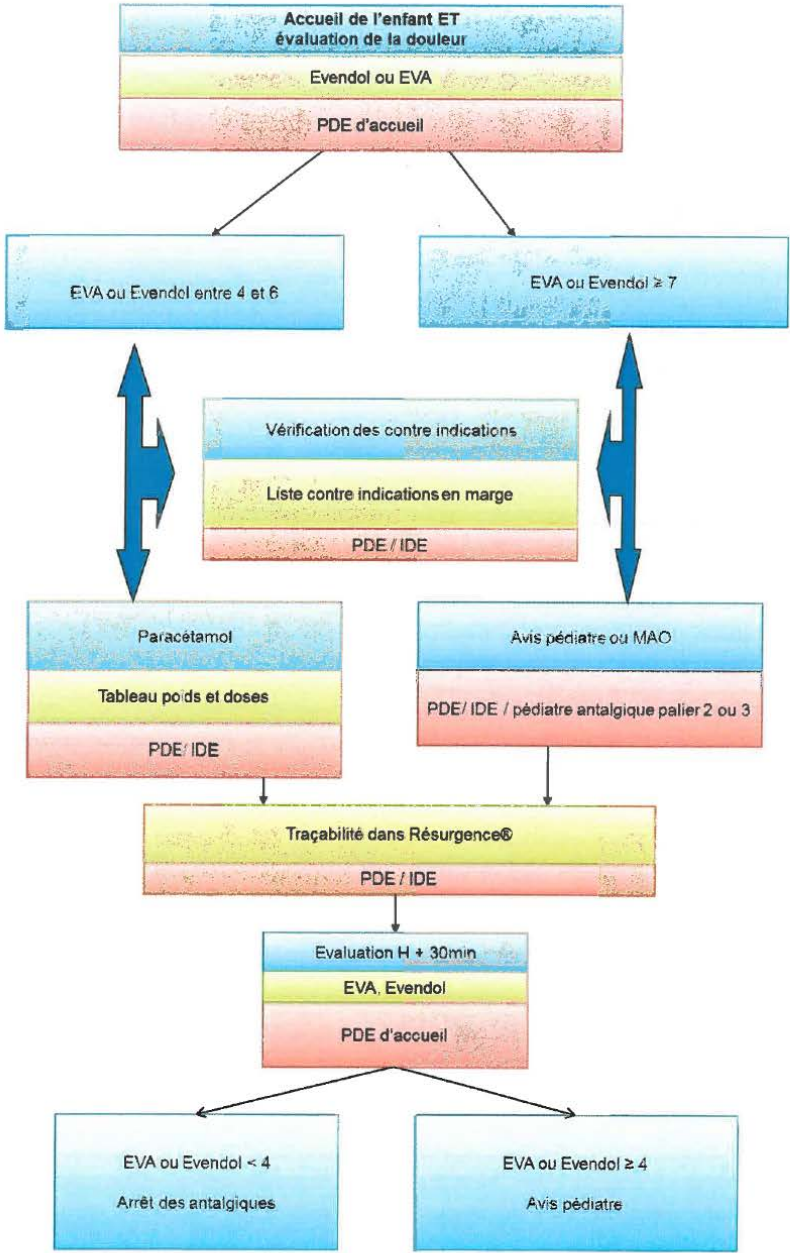 Accueil de l'enfant ET
évaluation de la douleur
Evendol ou EVA
PDE d'accueil
EVA ou Evendol entre 4 et 6
EVA ou Evendol ≥ 7
Vérification des contre indications
Liste contre indications en marge
PDE / IDE
Paracétamol
Tableau poids et doses
PDE/ IDE
Avis pédiatre ou MAO
PDE/ IDE / pédiatre antalgique palier 2 ou 3
Traçabilité dans Résurgence®
PDE / IDE
Evaluation H + 30min
EVA, Evendol
PDE d'accueil
EVA ou Evendol < 4
Arrêt des antalgiques
EVA ou Evendol ≥ 4
Avis pédiatre